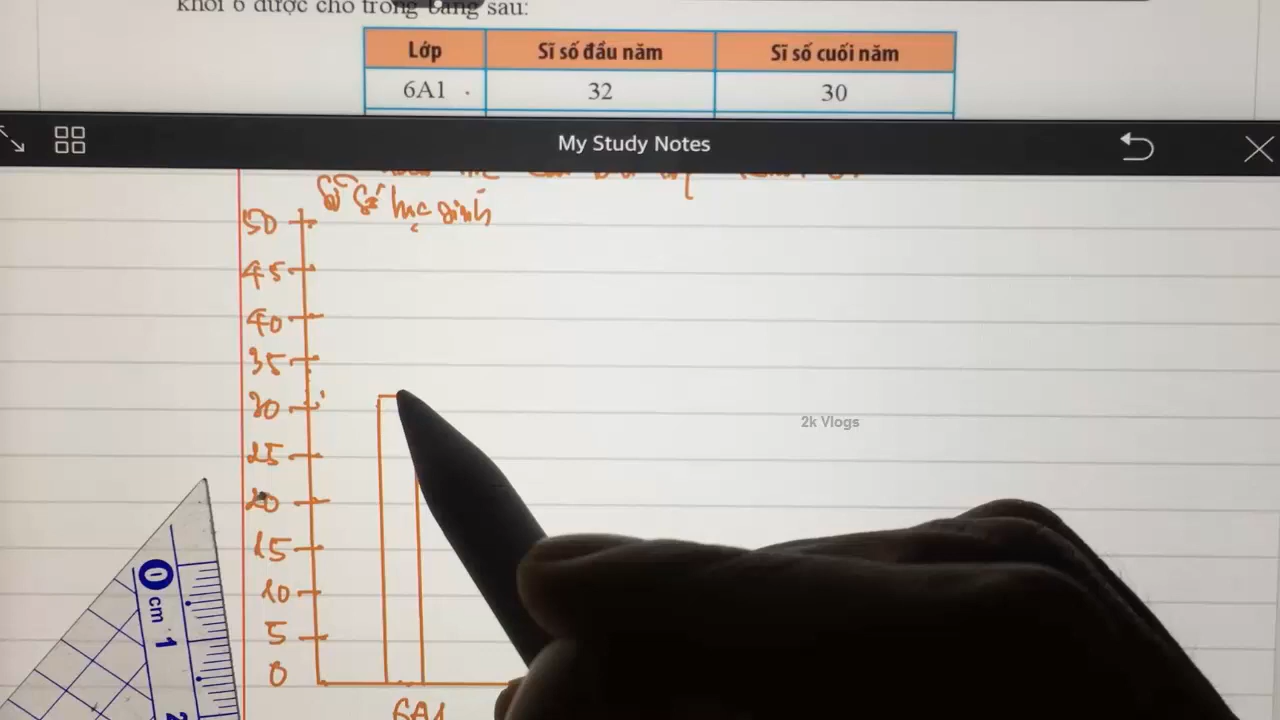 khối 6 được cho trong bảng sau:
Lớp Sĩ số đầu năm Sĩ số cuối năm
6A1 32 30
My Study Notes
Sĩ Số học sinh
50
45
40
35
30
25
20
15
10
5
0
6A1
2k Vlogs
0
cm
1
2